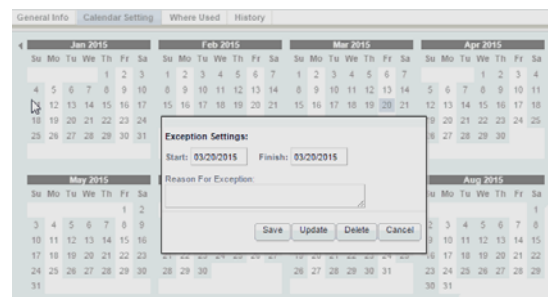 General Info Calendar Setting Where Used History
Jan 2015 Feb 2015 Mar 2015 Apr 2015
Su Mo Tu We Th Fr Sa Su Mo Tu We Th Fr Sa Su Mo Tu We Th Fr Sa Su Mo Tu We Th Fr Sa
1 2 3 1 2 3 4 5 6 7 1 2 3 4 5 6 7 1 2 3 4
4 5 6 7 8 9 10 8 9 10 11 12 13 14 8 9 10 11 12 13 14 5 6 7 8 9 10 11
12 13 14 15 16 17 15 16 17 18 19 20 21 15 16 17 18 19 20 21 12 13 14 15 16 17 18
18 19 20 21 22 23 24 20 21 22 23 24 25
25 26 27 28 29 30 31 27 28 29 30
Exception Settings:
Start: 03/20/2015 Finish: 03/20/2015
Reason For Exception:
Save Update Delete Cancel
May 2015 Aug 2015
Su Mo Tu We Th Fr Sa Mo Tu We Th Fr Sa
1 2 1
3 4 5 6 7 8 9 2 3 4 5 6 7 8
10 11 12 13 14 15 16 9 10 11 12 13 14 15
17 18 19 20 21 22 23 16 17 18 19 20 21 22
24 25 26 27 28 29 30 28 29 30 26 27 28 29 30 31 23 24 25 26 27 28 29
31 30 31